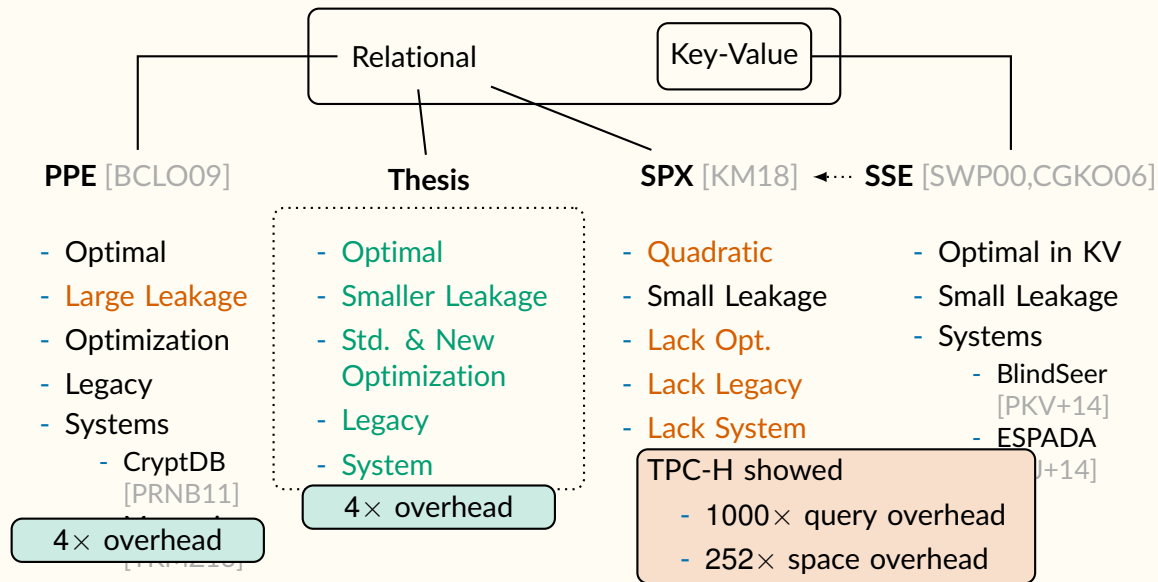 Relational
Key-Value
PPE [BCLO09]
- Optimal
- Large Leakage
- Optimization
- Legacy
- Systems
- CryptDB
[PRNB11]
4× overhead
Thesis
- Optimal
- Smaller Leakage
- Std. & New
Optimization
- Legacy
- System
4× overhead
SPX [KM18]
- Quadratic
- Small Leakage
- Lack Opt.
- Lack Legacy
- Lack System
TPC-H showed
- 1000× query overhead
- 252× space overhead
SSE [SWP00,CGKO06]
- Optimal in KV
- Small Leakage
- Systems
- BlindSeer
[PKV+14]
- ESPADA
+14]